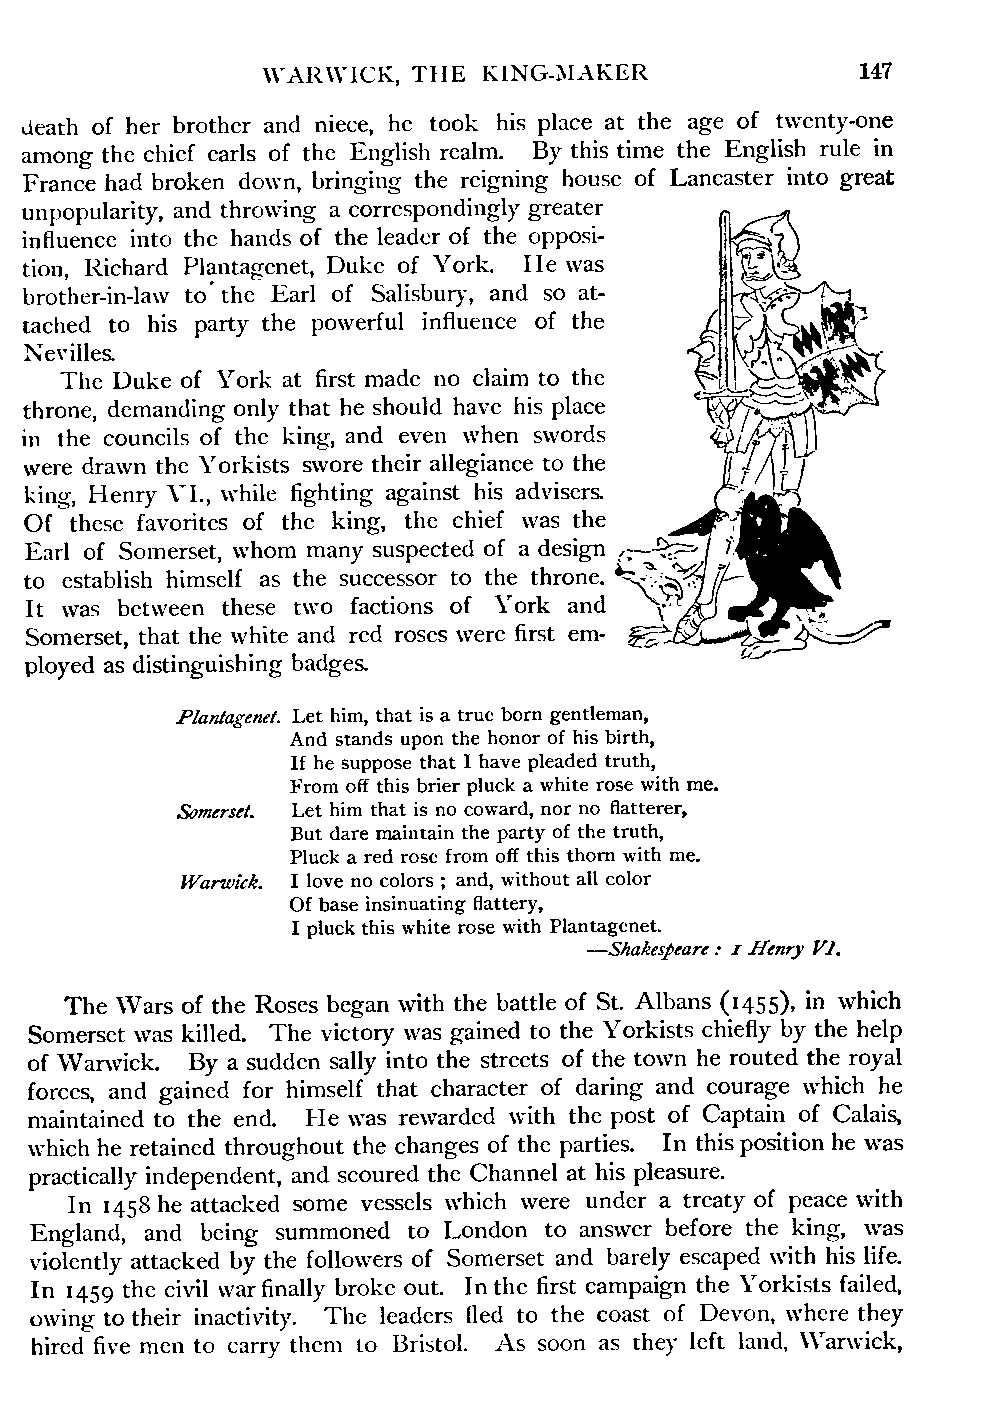 WARWICK, THE KING-MAKER 147
death of her brother and niece, he took his place at the age of twenty-one
among the chief earls of the English realm. By this time the English rule in
France had broken down, bringing the reigning house of Lancaster into great
unpopularity, and throwing a correspondingly greater
influence into the hands of the leader of the opposi-
tion, Richard Plantagenet, Duke of York. He was
brother-in-law to the Earl of Salisbury, and so at-
tached to his party the powerful influence of the
Nevilles.
The Duke of York at first made no claim to the
throne, demanding only that he should have his place
in the councils of the king, and even when swords
were drawn the Yorkists swore their allegiance to the
king, Henry VI., while fighting against his advisers.
Of these favorites of the king, the chief was the
Earl of Somerset, whom many suspected of a design
to establish himself as the successor to the throne.
It was between these two factions of York and
Somerset, that the white and red roses were first em-
ployed as distinguishing badges.
Plantagenet. Let him, that is a true born gentleman,
And stands upon the honor of his birth,
If he suppose that I have pleaded truth,
From off this brier pluck a white rose with me.
Somerset. Let him that is no coward, nor no flatterer,
But dare maintain the party of the truth,
Pluck a red rose from off this thorn with me.
Warwick. I love no colors ; and, without all color
Of base insinuating flattery,
I pluck this white rose with Plantagenet.
—Shakespeare : 1 Henry VI.
The Wars of the Roses began with the battle of St. Albans (1455), in which
Somerset was killed. The victory was gained to the Yorkists chiefly by the help
of Warwick. By a sudden sally into the streets of the town he routed the royal
forces, and gained for himself that character of daring and courage which he
maintained to the end. He was rewarded with the post of Captain of Calais,
which he retained throughout the changes of the parties. In this position he was
practically independent, and scoured the Channel at his pleasure.
In 1458 he attacked some vessels which were under a treaty of peace with
England, and being summoned to London to answer before the king, was
violently attacked by the followers of Somerset and barely escaped with his life.
In 1459 the civil war finally broke out. In the first campaign the Yorkists failed,
owing to their inactivity. The leaders fled to the coast of Devon, where they
hired five men to carry them to Bristol. As soon as they left land, Warwick,